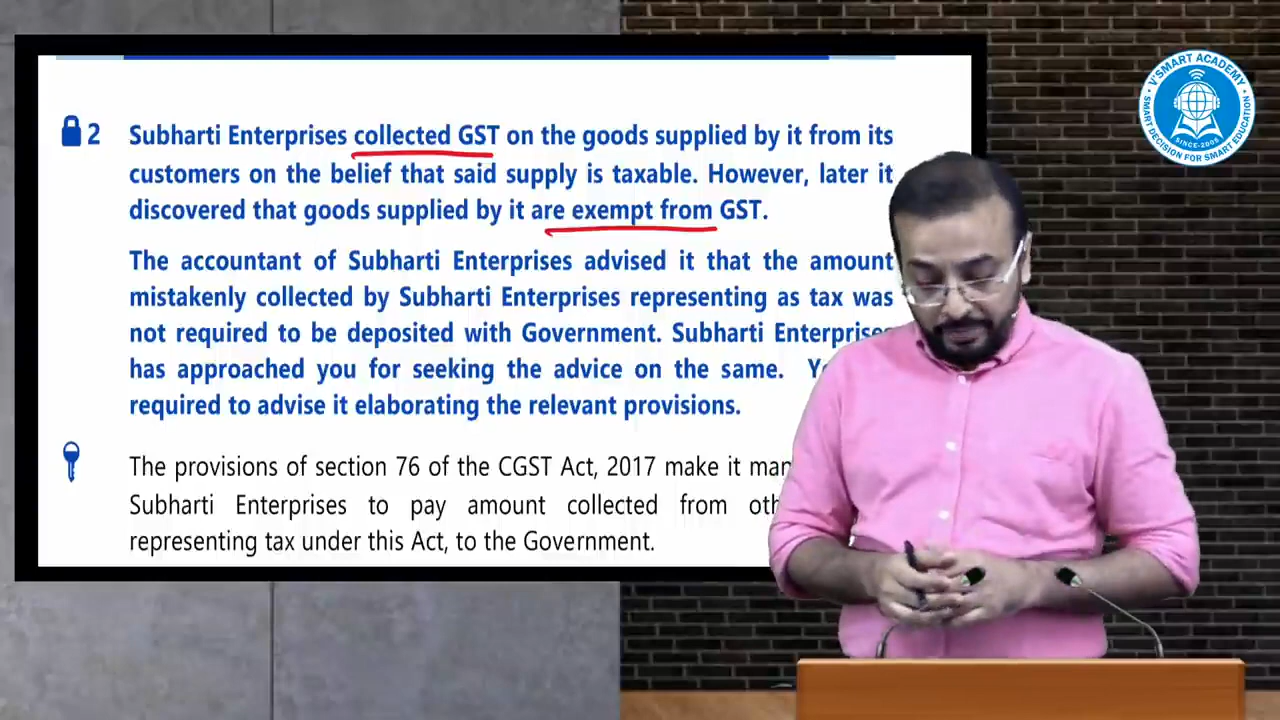 V'SMART ACADEMY
SMART DECISION FOR SMART EDUCATION
SINCE-2005
2 Subharti Enterprises collected GST on the goods supplied by it from its
customers on the belief that said supply is taxable. However, later it
discovered that goods supplied by it are exempt from GST.
The accountant of Subharti Enterprises advised it that the amount
mistakenly collected by Subharti Enterprises representing as tax was
not required to be deposited with Government. Subharti Enterprises
has approached you for seeking the advice on the same.
required to advise it elaborating the relevant provisions.
The provisions of section 76 of the CGST Act, 2017 make it
Subharti Enterprises to pay amount collected from
representing tax under this Act, to the Government.